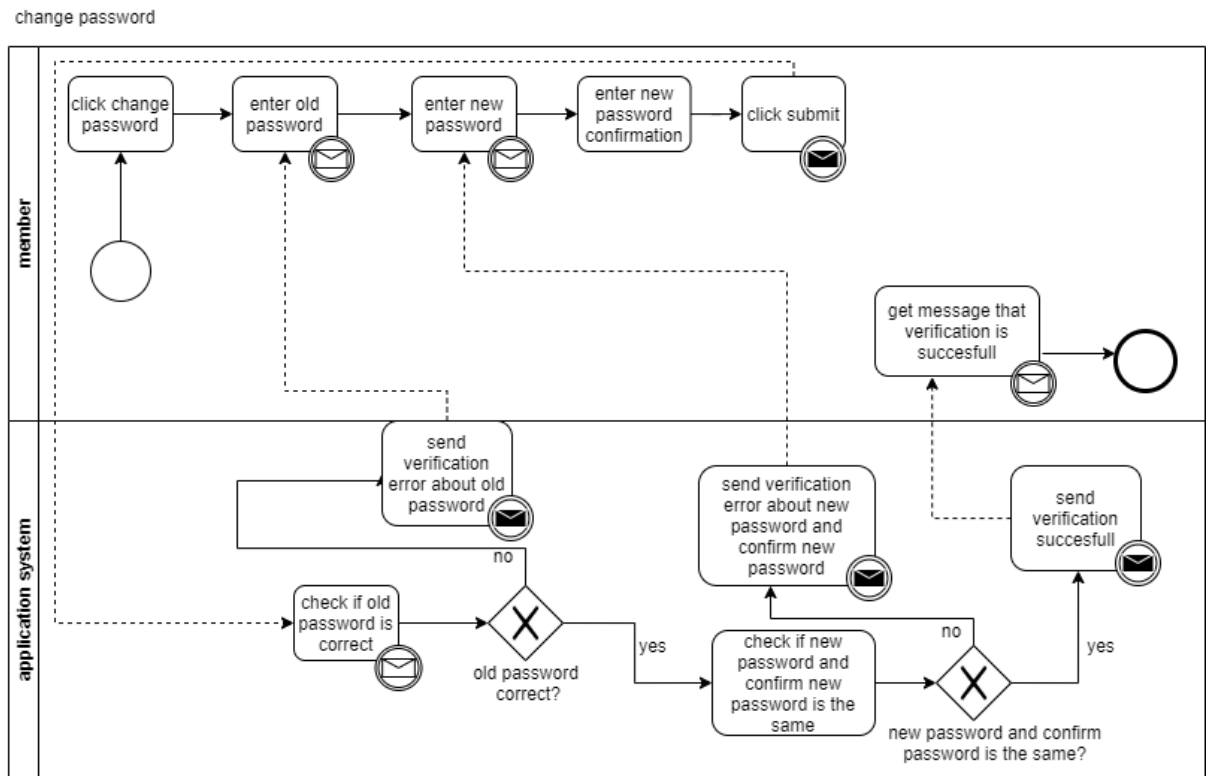 change password
member
click change
password
enter old
password
enter new
password
enter new
password
confirmation
click submit
get message that
verification is
succesfull
application system
send
verification
error about old
password
no
check if old
password is
correct
old password
correct?
yes
send verification
error about new
password and
confirm new
password
check if new
password and
confirm new
password is the
same
no
new password and confirm
password is the same?
yes
send
verification
succesfull